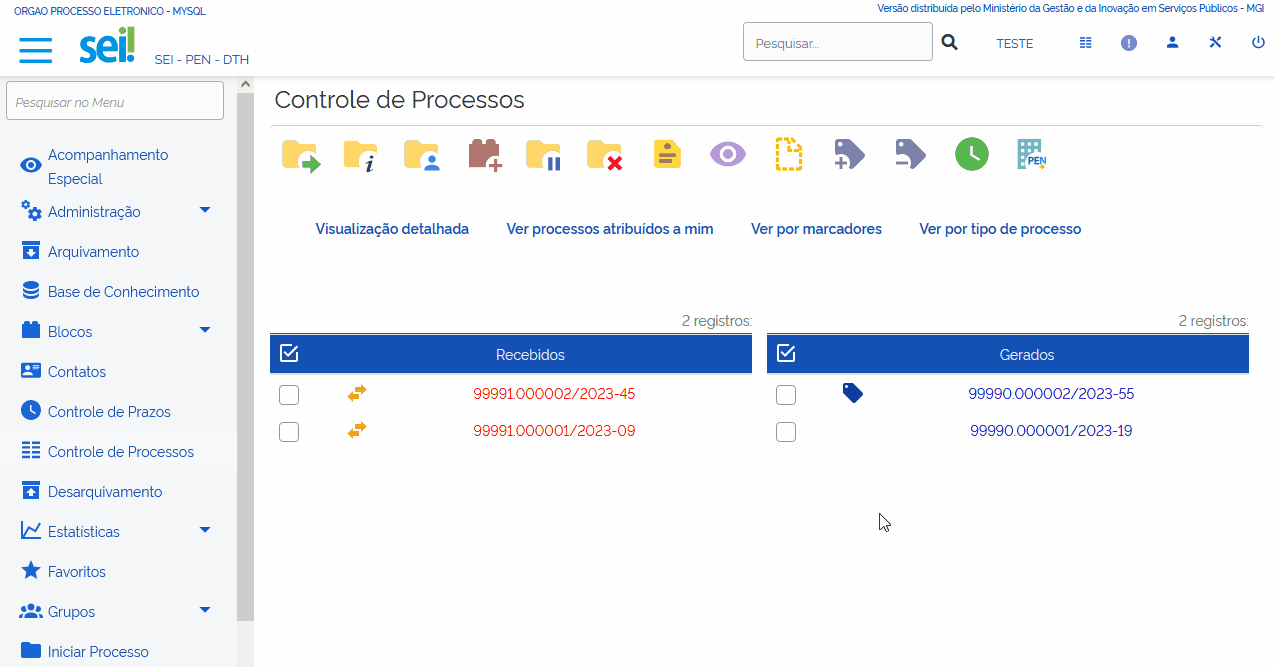 ORGAO PROCESSO ELETRONICO - MYSQL
Versão distribuída pelo Ministério da Gestão e da Inovação em Serviços Públicos - MGI
sei!
SEI - PEN - DTH
Pesquisar...
TESTE
Pesquisar no Menu
Acompanhamento
Especial
Administração
Arquivamento
Base de Conhecimento
Blocos
Contatos
Controle de Prazos
Controle de Processos
Desarquivamento
Estatísticas
Favoritos
Grupos
Iniciar Processo
Controle de Processos
PEN
Visualização detalhada
Ver processos atribuídos a mim
Ver por marcadores
Ver por tipo de processo
2 registros:
Recebidos
99991.000002/2023-45
99991.000001/2023-09
2 registros:
Gerados
99990.000002/2023-55
99990.000001/2023-19